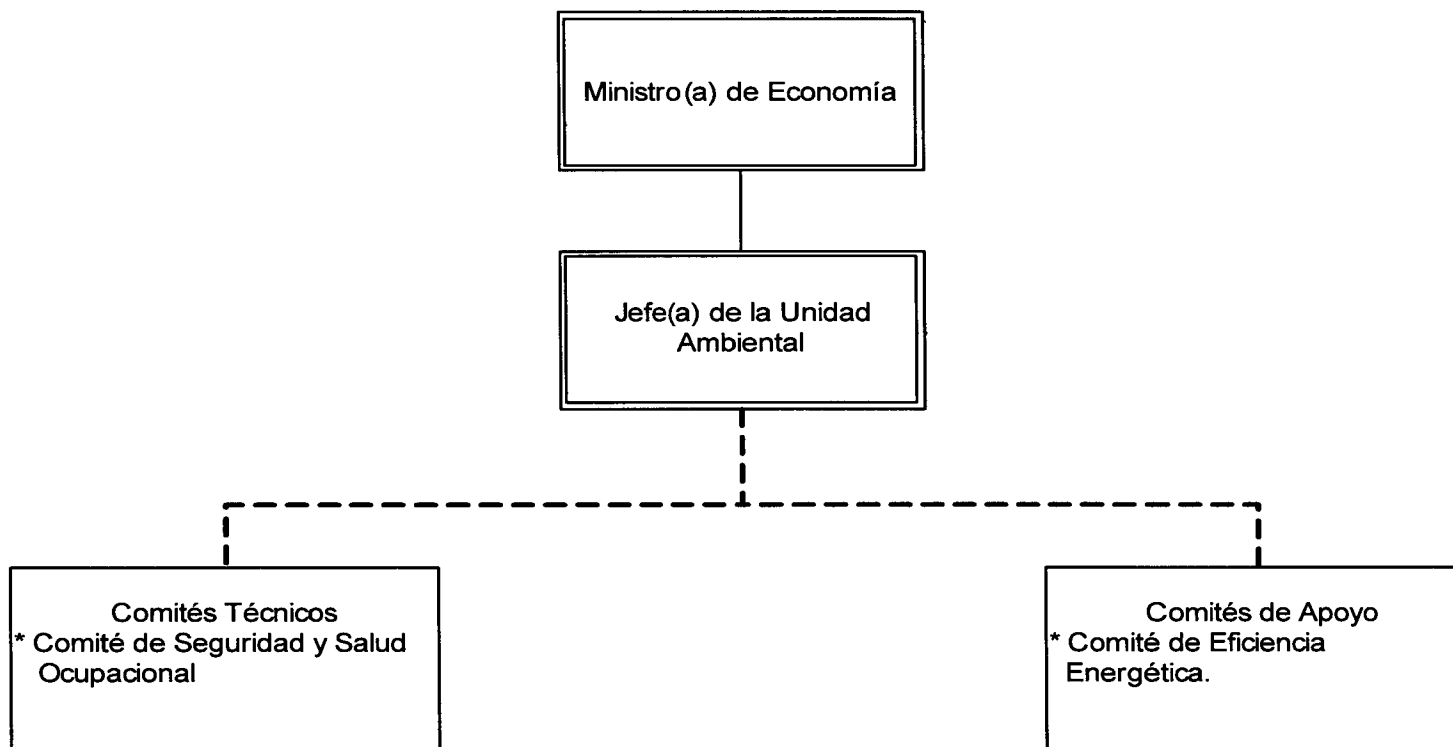 Ministro(a) de Economía
Jefe(a) de la Unidad
Ambiental
Comités Técnicos
* Comité de Seguridad y Salud
Ocupacional
Comités de Apoyo
* Comité de Eficiencia
Energética.